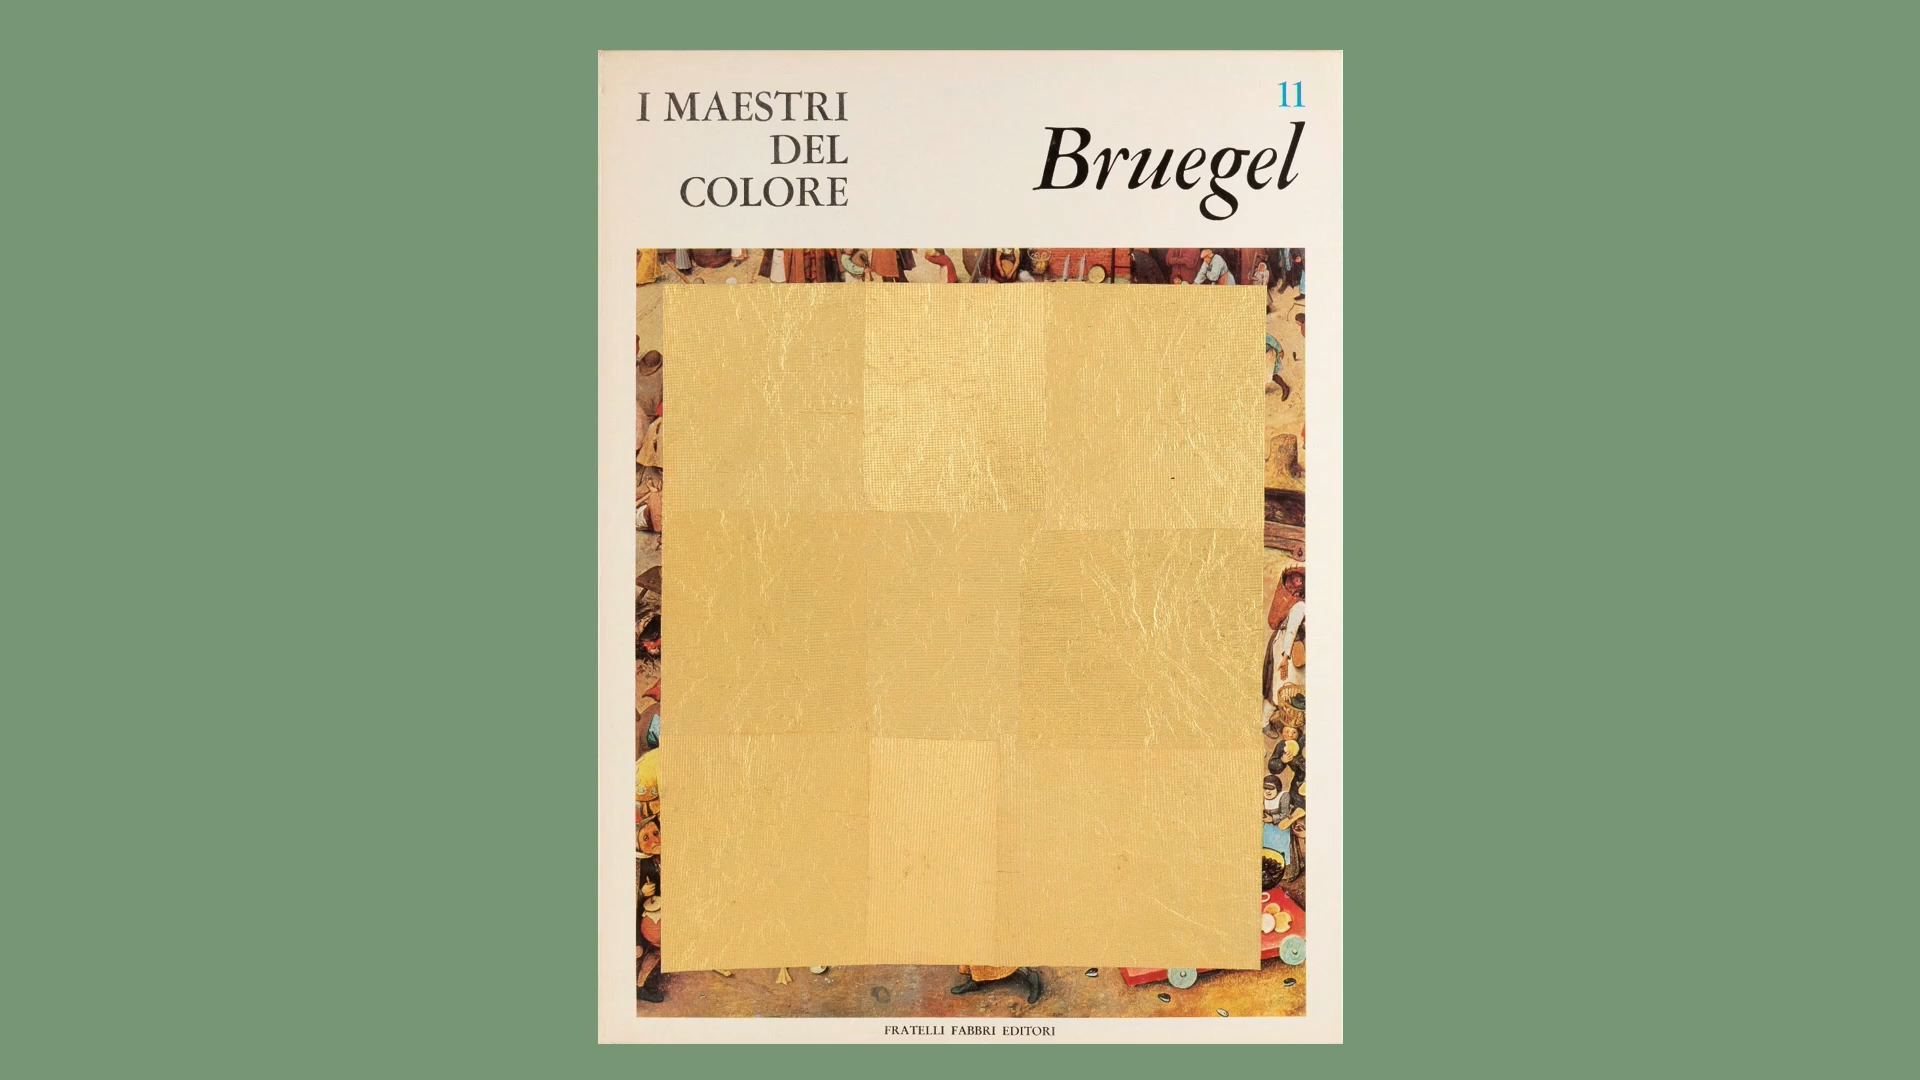 I MAESTRI
DEL
COLORE
11
Bruegel
FRATELLI FABBRI EDITORI